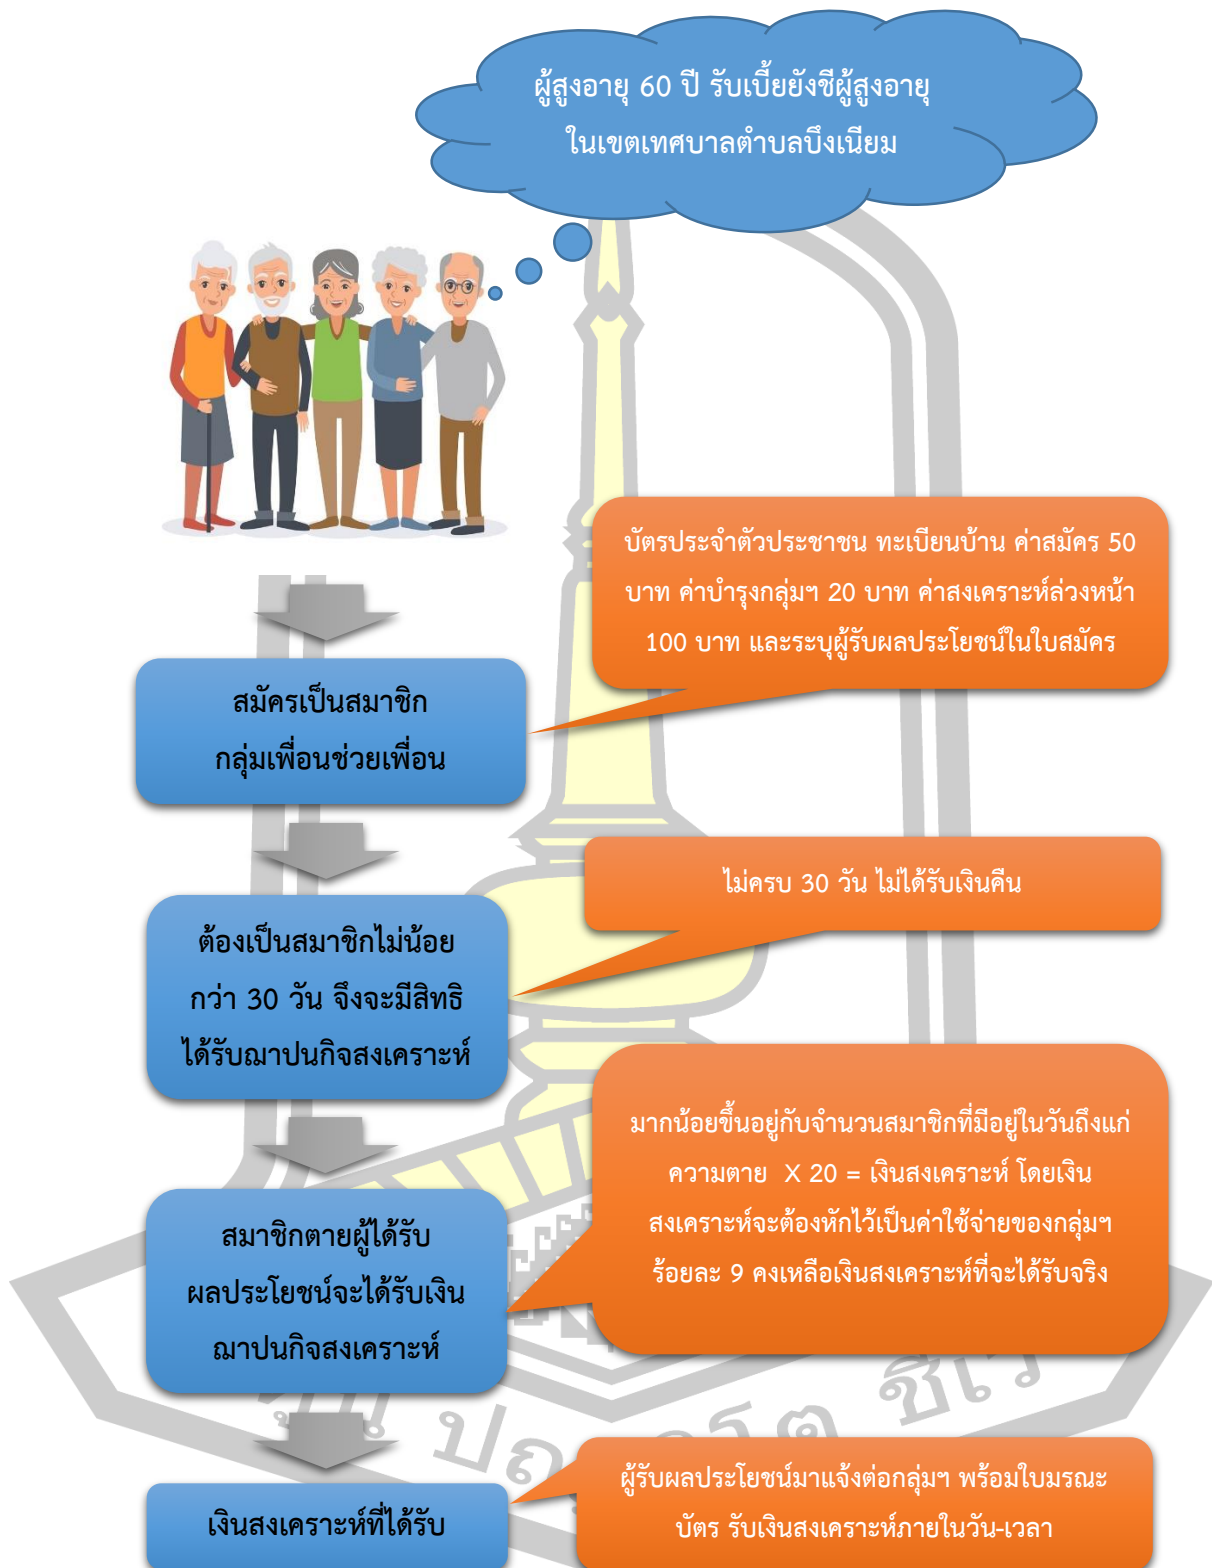 ผู้สูงอายุ 60 ปี รับเบี้ยยังชีผู้สูงอายุ
ในเขตเทศบาลตำบลบึงเนียม
บัตรประจำตัวประชาชน ทะเบียนบ้าน ค่าสมัคร 50
บาท ค่าบำรุงกลุ่มฯ 20 บาท ค่าสงเคราะห์ล่วงหน้า
100 บาท และระบุผู้รับผลประโยชน์ในใบสมัคร
สมัครเป็นสมาชิก
กลุ่มเพื่อนช่วยเพื่อน
ไม่ครบ 30 วัน ไม่ได้รับเงินคืน
ต้องเป็นสมาชิกไม่น้อย
กว่า 30 วัน จึงจะมีสิทธิ
ได้รับฌาปนกิจสงเคราะห์
มากน้อยขึ้นอยู่กับจำนวนสมาชิกที่มีอยู่ในวันถึงแก่
ความตาย X 20 = เงินสงเคราะห์ โดยเงิน
สงเคราะห์จะต้องหักไว้เป็นค่าใช้จ่ายของกลุ่มฯ
ร้อยละ 9 คงเหลือเงินสงเคราะห์ที่จะได้รับจริง
สมาชิกตายผู้ได้รับ
ผลประโยชน์จะได้รับเงิน
ฌาปนกิจสงเคราะห์
ชีเว
ผู้รับผลประโยชน์มาแจ้งต่อกลุ่มฯ พร้อมใบมรณะ
บัตร รับเงินสงเคราะห์ภายในวัน-เวลา
เงินสงเคราะห์ที่ได้รับ